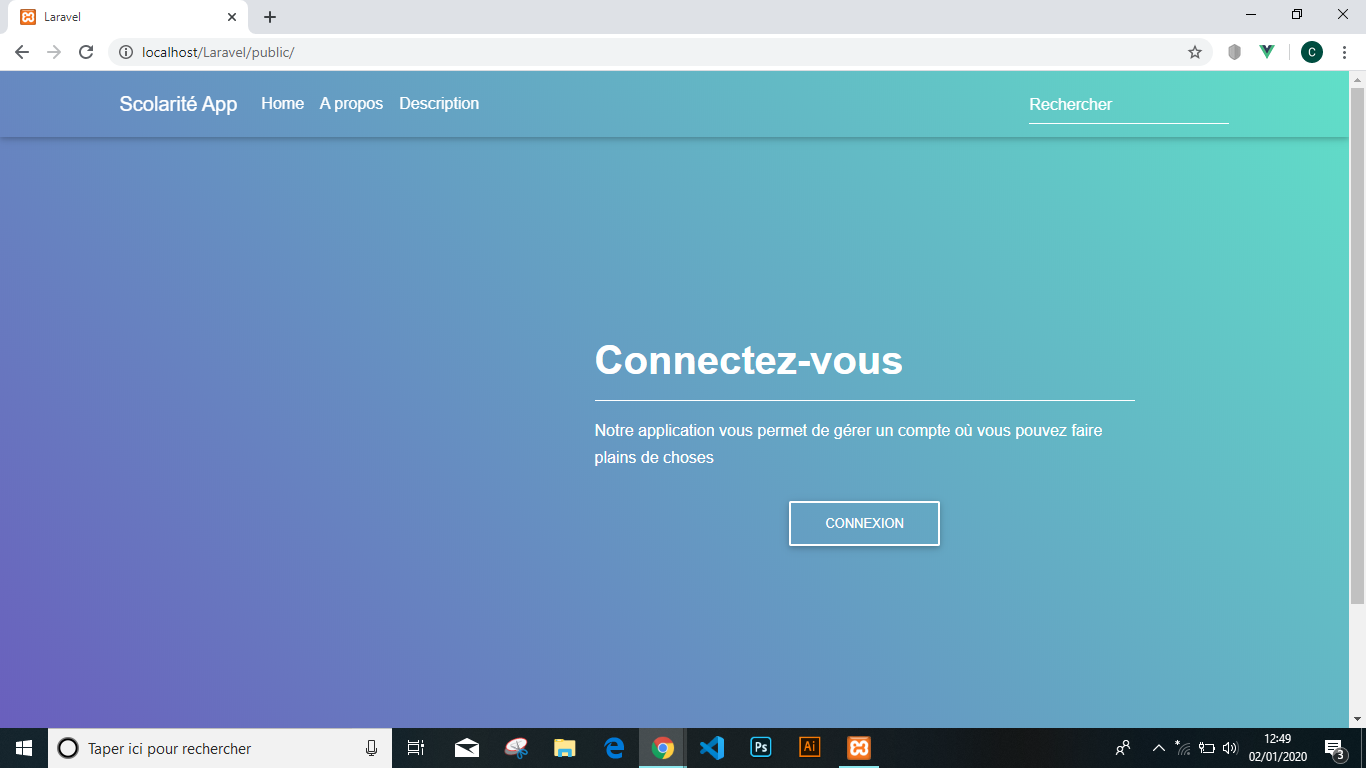 Laravel
localhost/Laravel/public/
C
Scolarité App Home A propos Description Rechercher
Connectez-vous
Notre application vous permet de gérer un compte où vous pouvez faire
plains de choses
CONNEXION
Taper ici pour rechercher
Ps
Ai
12:49
02/01/2020
3